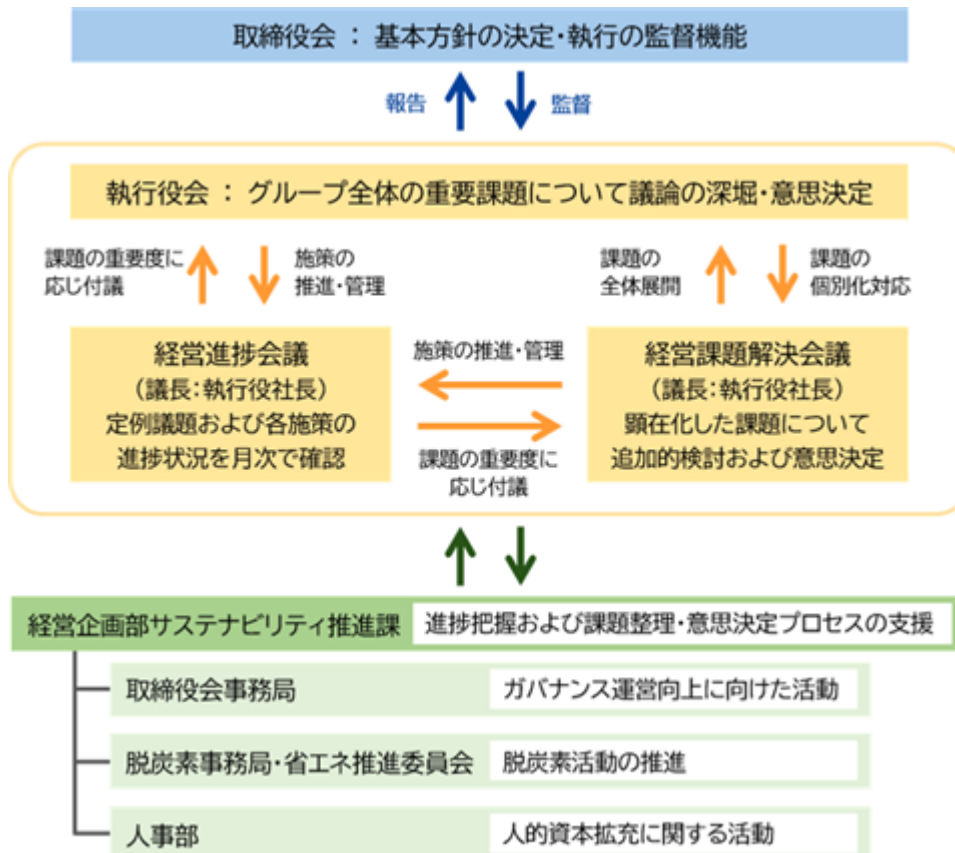 取締役会 ： 基本方針の決定・執行の監督機能
報告
監督
執行役会 ： グループ全体の重要課題について議論の深堀・意思決定
課題の重要度に
応じ付議
施策の
推進・管理
課題の
全体展開
課題の
個別化対応
経営進捗会議
（議長：執行役社長）
定例議題および各施策の
進捗状況を月次で確認
施策の推進・管理
課題の重要度に
応じ付議
経営課題解決会議
（議長：執行役社長）
顕在化した課題について
追加的検討および意思決定
経営企画部サステナビリティ推進課
進捗把握および課題整理・意思決定プロセスの支援
取締役会事務局
ガバナンス運営向上に向けた活動
脱炭素事務局・省エネ推進委員会
脱炭素活動の推進
人事部
人的資本拡充に関する活動